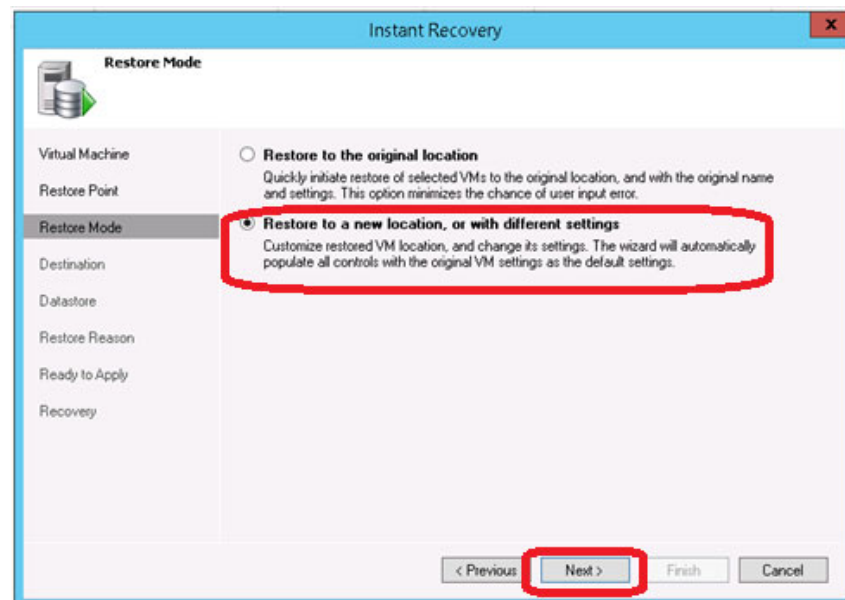 Instant Recovery
x
Restore Mode
Virtual Machine
Restore Point
Restore Mode
Destination
Datastore
Restore Reason
Ready to Apply
Recovery
Restore to the original location
Quickly initiate restore of selected VMs to the original location, and with the original name
and settings. This option minimizes the chance of user input error.
Restore to a new location, or with different settings
Customize restored VM location, and change its settings. The wizard will automatically
populate all controls with the original VM settings as the default settings.
< Previous
Next >
Finish
Cancel